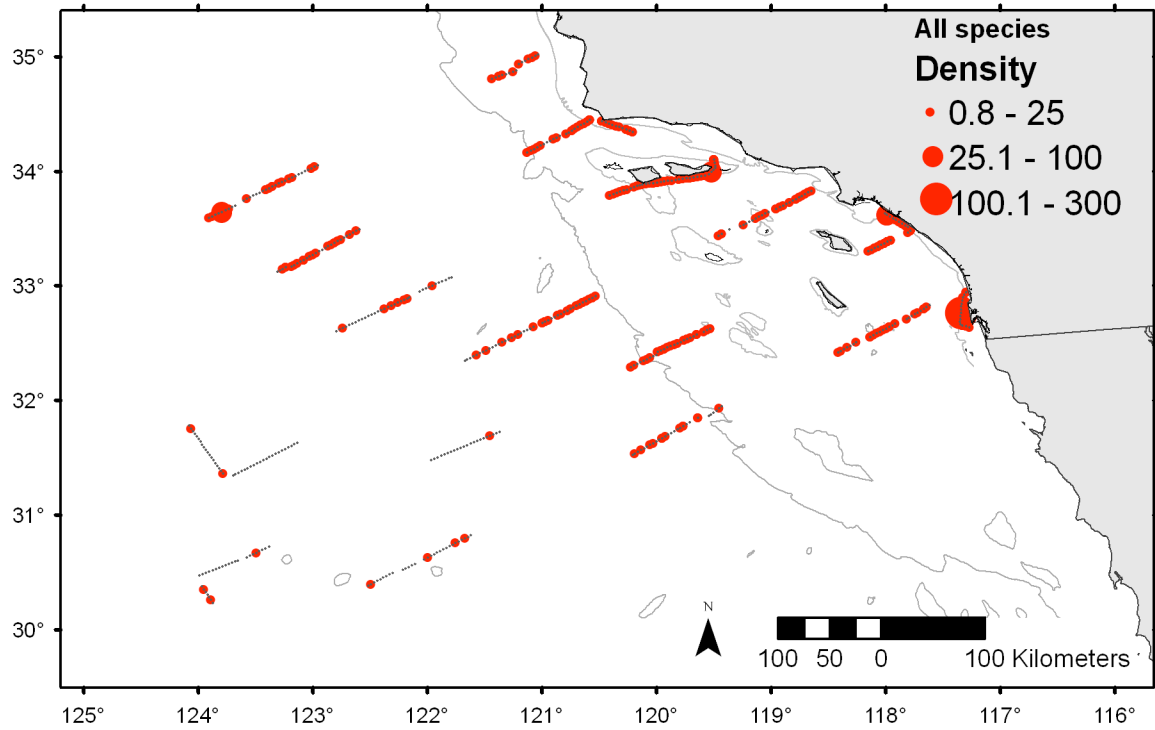 All species
Density
0.8 - 25
25.1 - 100
100.1 - 300
35°
34°
33°
32°
31°
30°
N
100 50 0 100 Kilometers
125° 124° 123° 122° 121° 120° 119° 118° 117° 116°